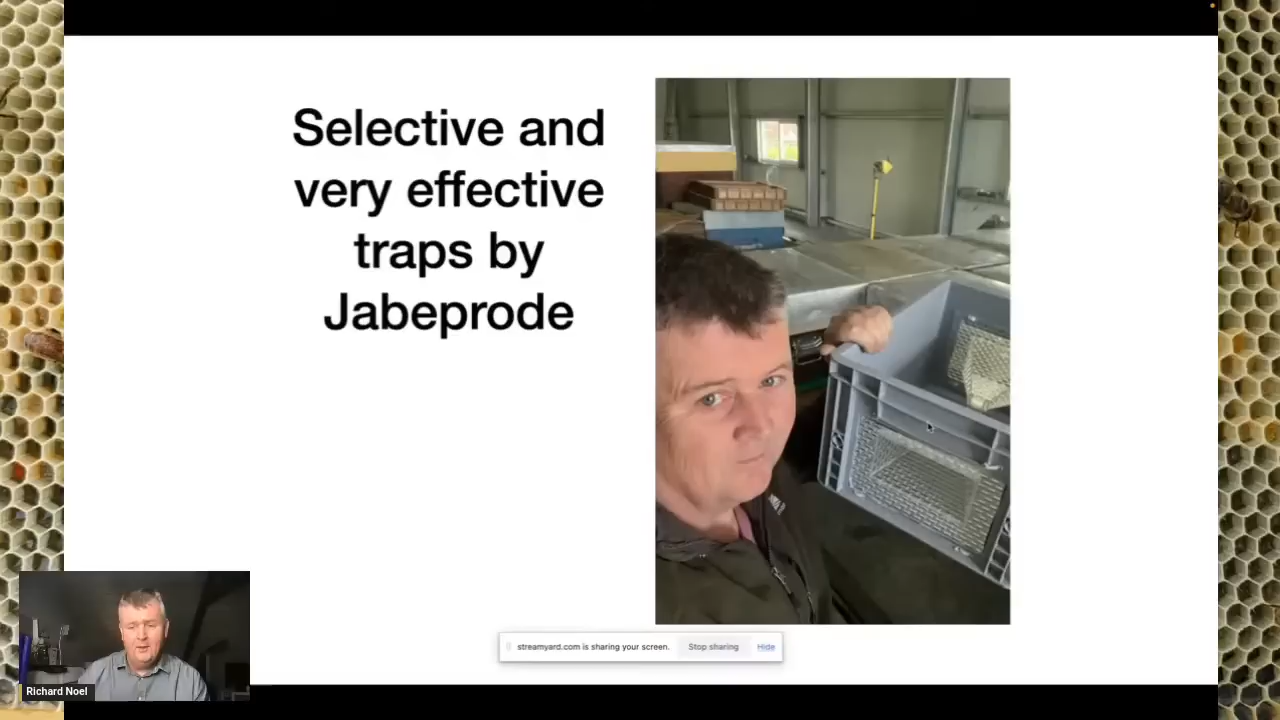 Selective and
very effective
traps by
Jabeprode
streamyard.com is sharing your screen.
Stop sharing
Hide
Richard Noel